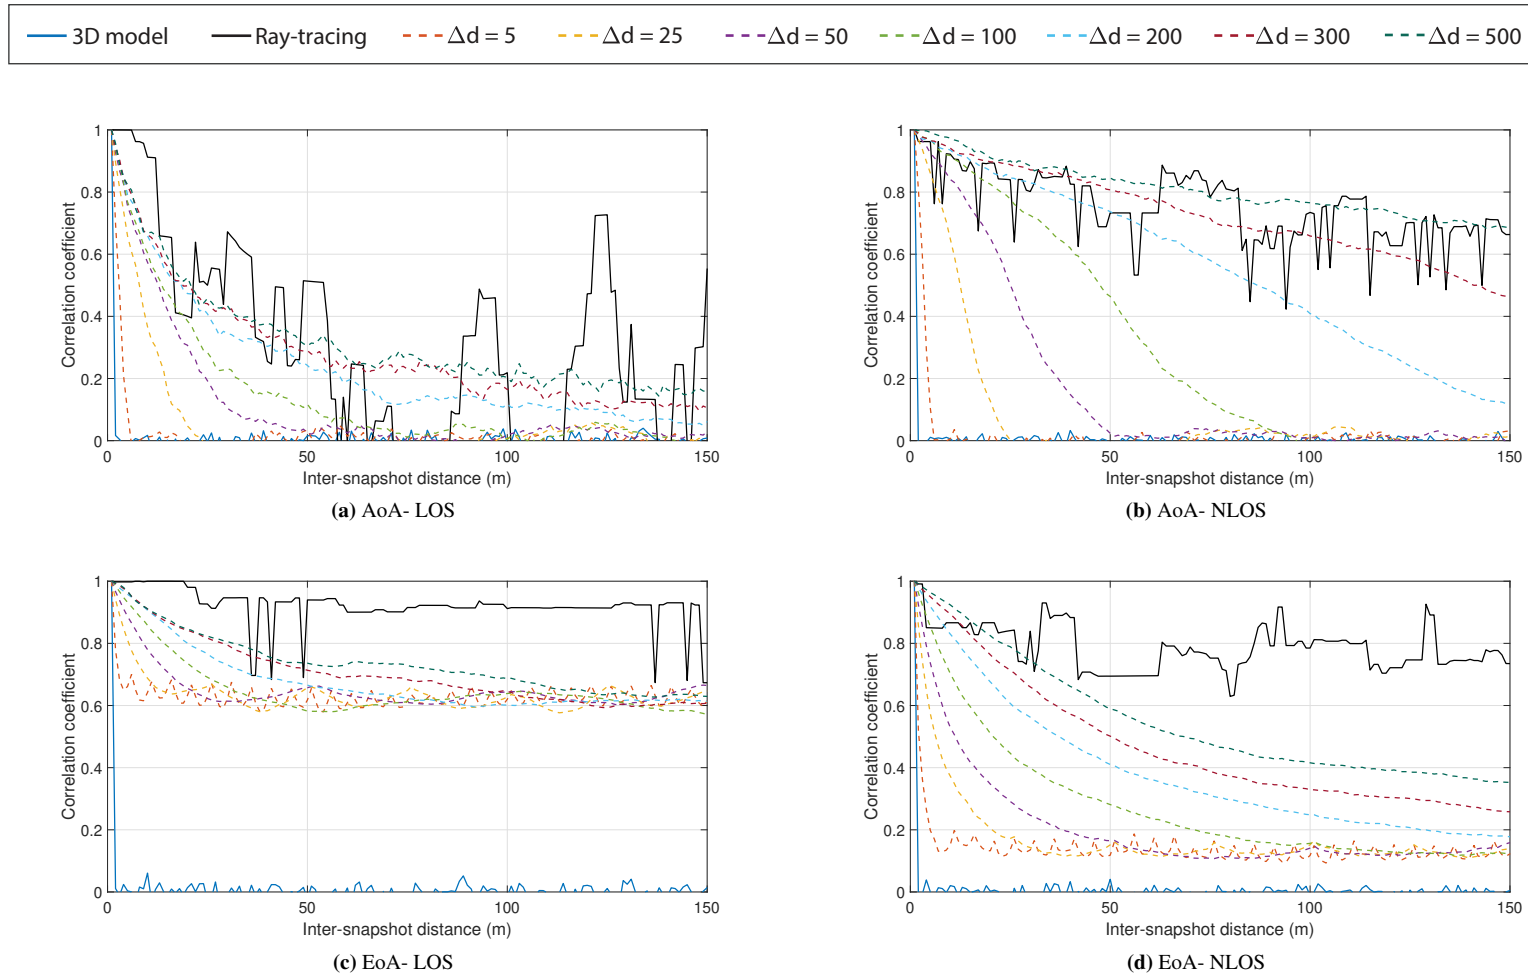 3D model Ray-tracing Δd = 5 Δd = 25 Δd = 50 Δd = 100 Δd = 200 Δd = 300 Δd = 500
1
0.8
0.6
0.4
0.2
0
Correlation coefficient
0 50 100 150
Inter-snapshot distance (m)
(a) AoA- LOS
1
0.8
0.6
0.4
0.2
0
Correlation coefficient
0 50 100 150
Inter-snapshot distance (m)
(b) AoA- NLOS
1
0.8
0.6
0.4
0.2
0
Correlation coefficient
0 50 100 150
Inter-snapshot distance (m)
(c) EoA- LOS
1
0.8
0.6
0.4
0.2
0
Correlation coefficient
0 50 100 150
Inter-snapshot distance (m)
(d) EoA- NLOS